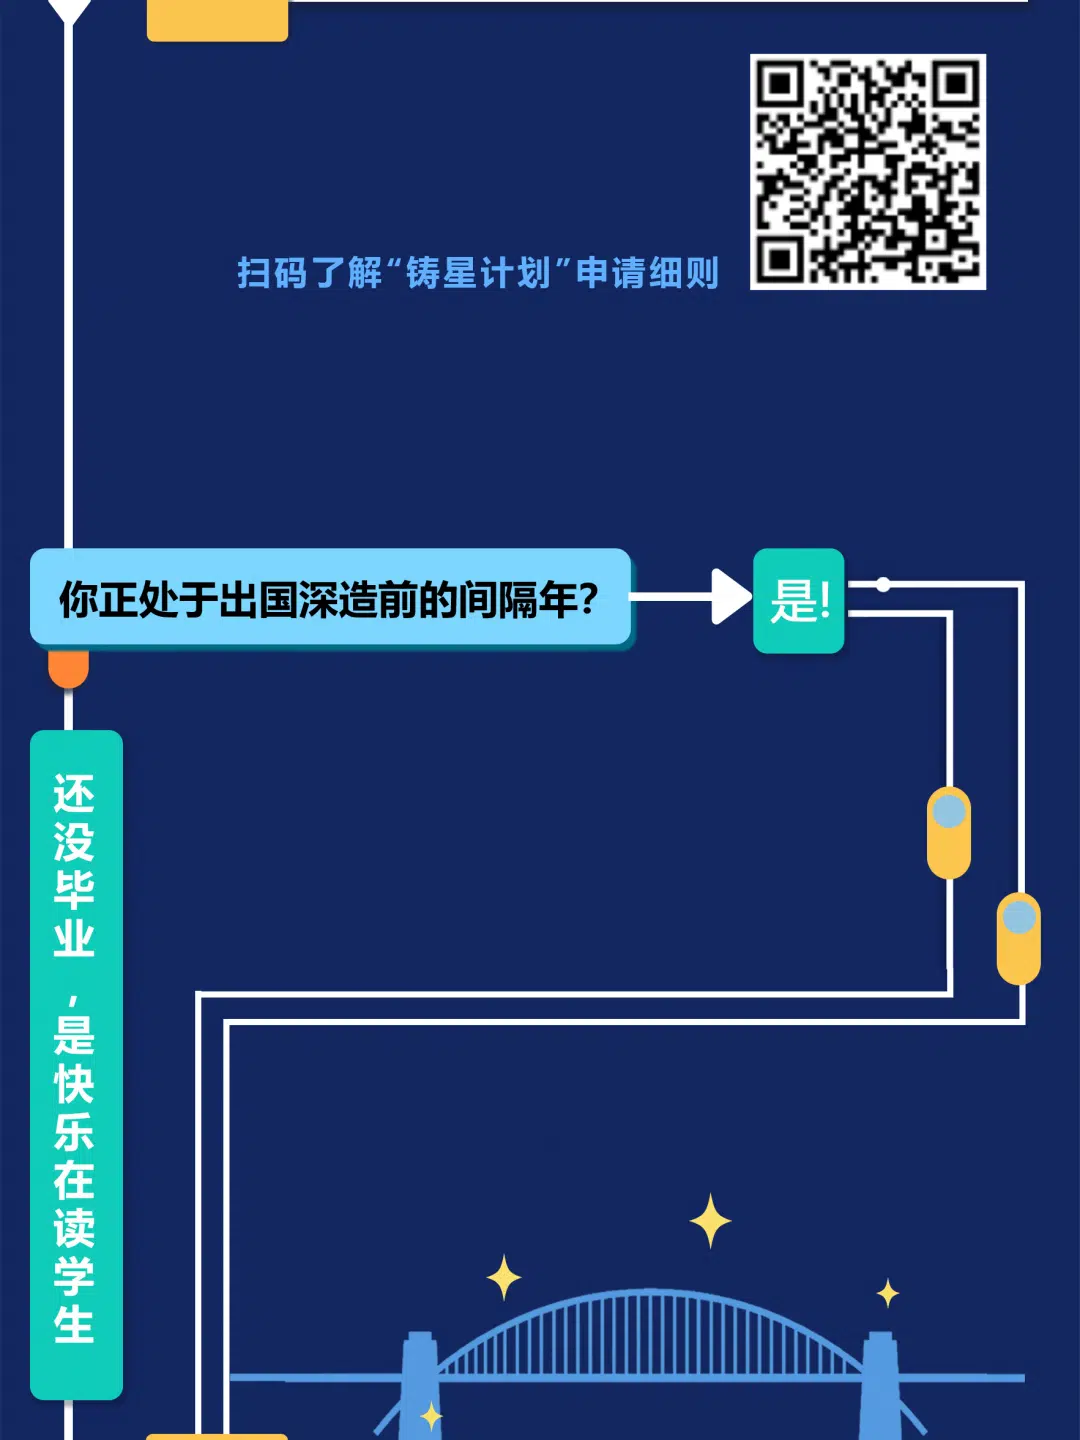 扫码了解“铸星计划”申请细则
你正处于出国深造前的间隔年?
是!
还没毕业,是快乐在读学生